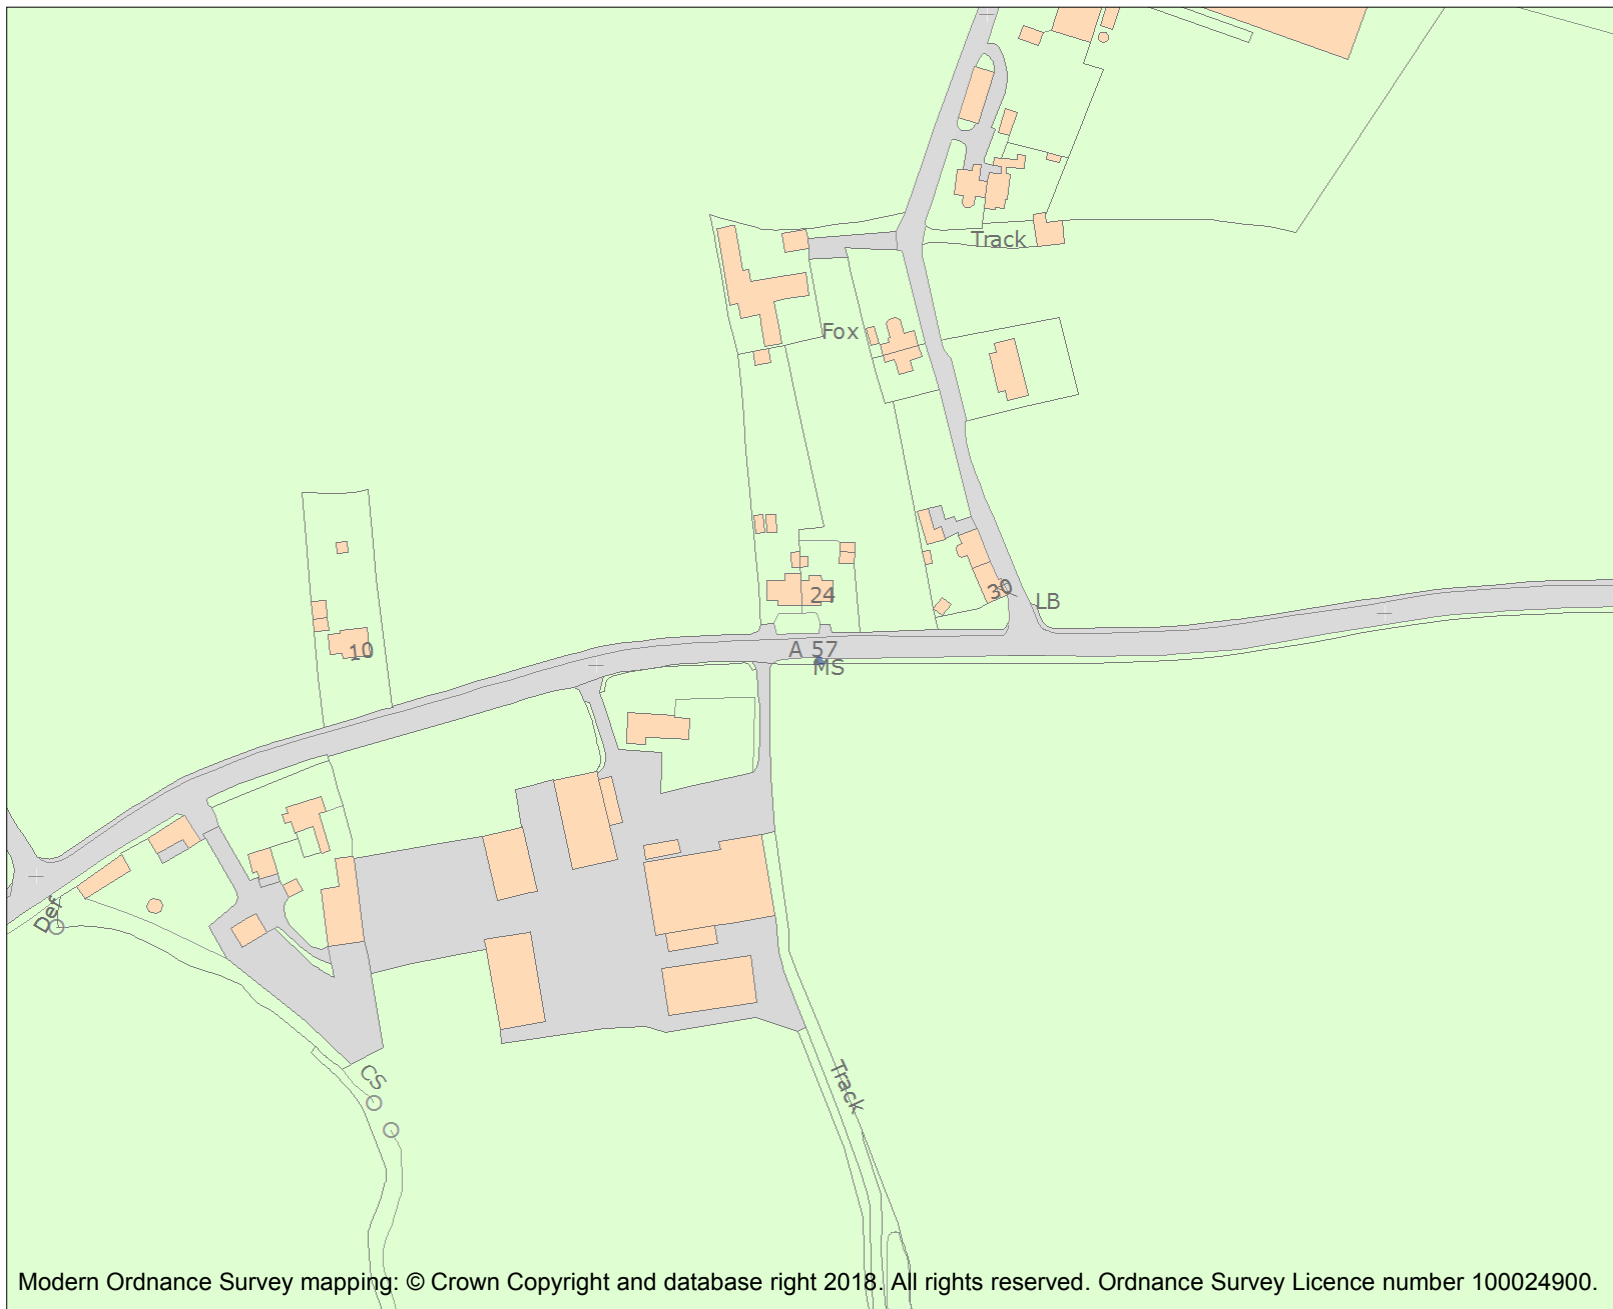 Track
Fox
24
30
LB
10
A 57
MS
Def
CS
Track
Modern Ordnance Survey mapping: © Crown Copyright and database right 2018. All rights reserved. Ordnance Survey Licence number 100024900.